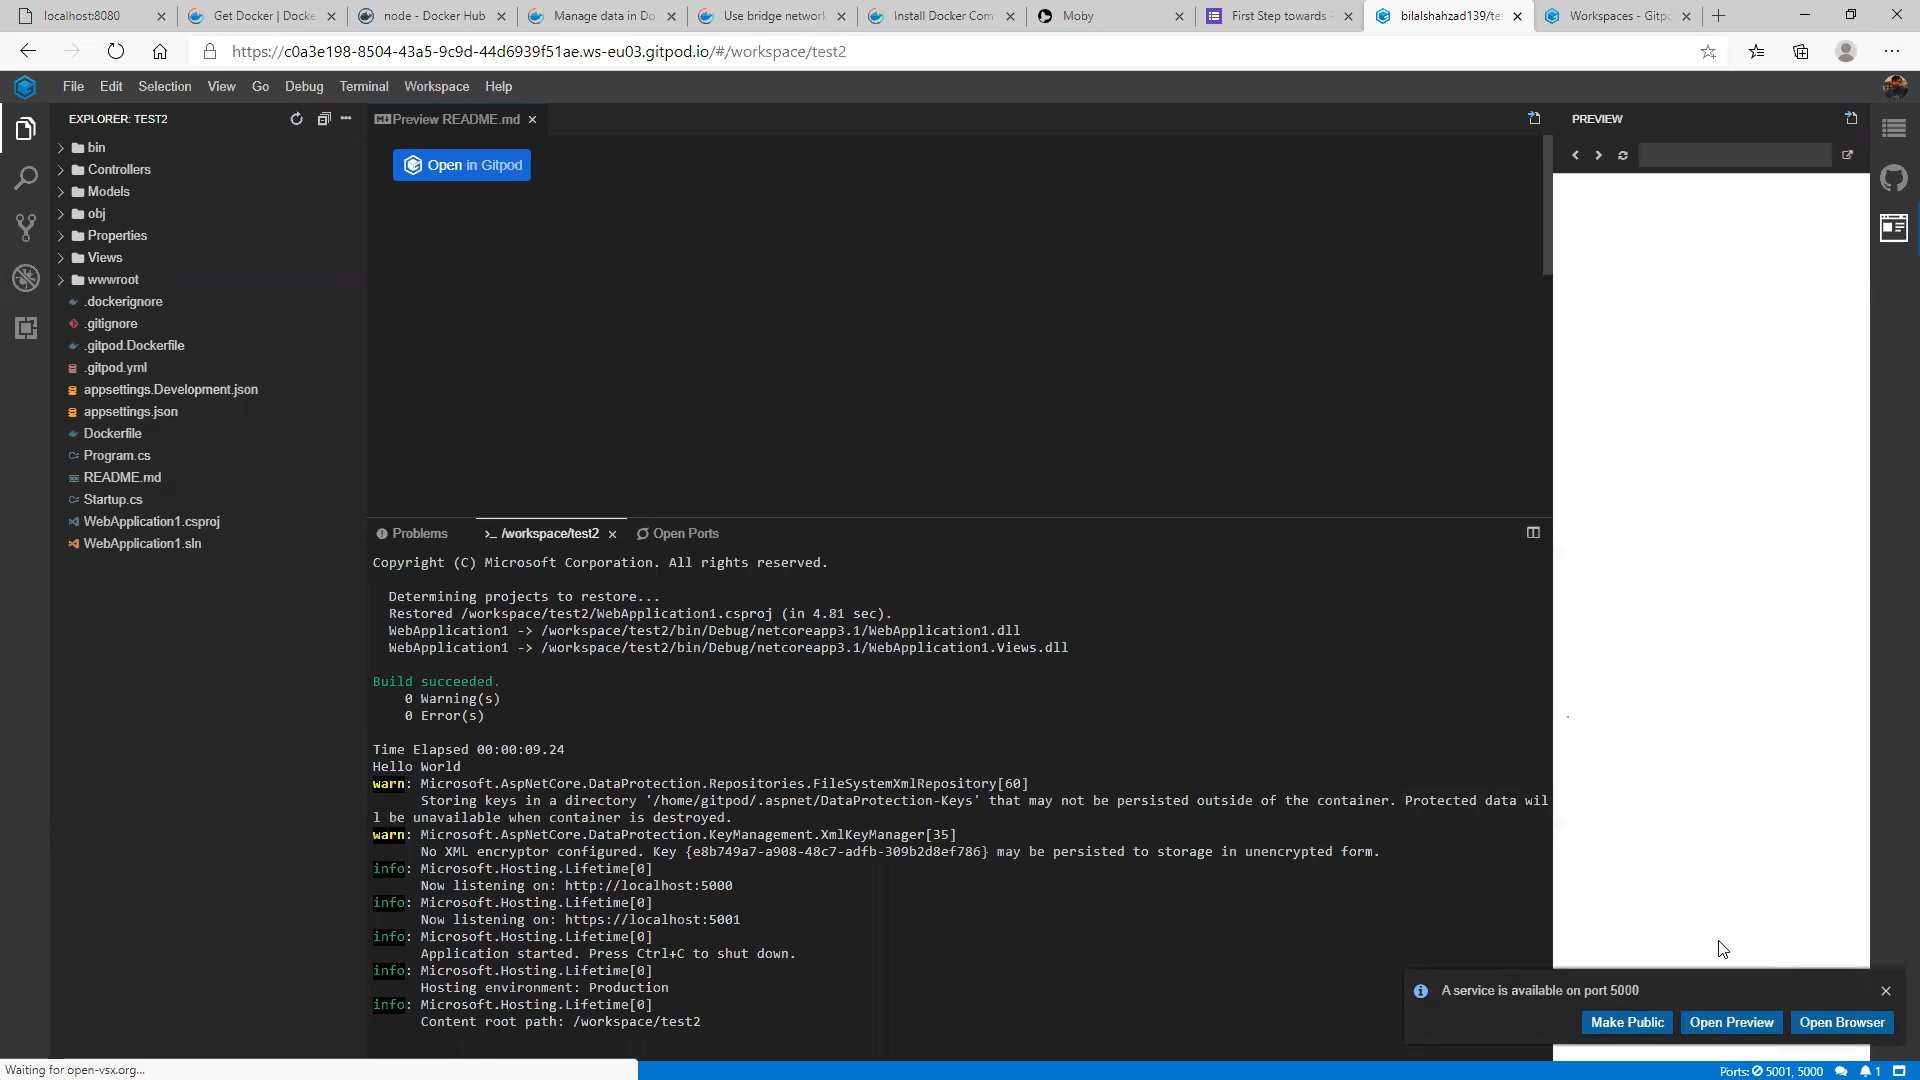 localhost:8080
Get Docker | Docke
node - Docker Hub
Manage data in Do
Use bridge network
Install Docker Com
Moby
First Step towards
bilalshahzad139/te
Workspaces - Gitpo
https://c0a3e198-8504-43a5-9c9d-44d6939f51ae.ws-eu03.gitpod.io/#/workspace/test2
File Edit Selection View Go Debug Terminal Workspace Help
EXPLORER: TEST2
bin
Controllers
Models
obj
Properties
Views
wwwroot
.dockerignore
.gitignore
.gitpod.Dockerfile
.gitpod.yml
appsettings.Development.json
appsettings.json
Dockerfile
Program.cs
README.md
Startup.cs
WebApplication1.csproj
WebApplication1.sln
Preview README.md
Open in Gitpod
PREVIEW
Problems
/workspace/test2
Open Ports
Copyright (C) Microsoft Corporation. All rights reserved.
Determining projects to restore...
Restored /workspace/test2/WebApplication1.csproj (in 4.81 sec).
WebApplication1 -> /workspace/test2/bin/Debug/netcoreapp3.1/WebApplication1.dll
WebApplication1 -> /workspace/test2/bin/Debug/netcoreapp3.1/WebApplication1.Views.dll
Build succeeded.
0 Warning(s)
0 Error(s)
Time Elapsed 00:00:09.24
Hello World
warn: Microsoft.AspNetCore.DataProtection.Repositories.FileSystemXmlRepository[60]
Storing keys in a directory '/home/gitpod/.aspnet/DataProtection-Keys' that may not be persisted outside of the container. Protected data wil
l be unavailable when container is destroyed.
warn: Microsoft.AspNetCore.DataProtection.KeyManagement.XmlKeyManager[35]
No XML encryptor configured. Key {e8b749a7-a908-48c7-adfb-309b2d8ef786} may be persisted to storage in unencrypted form.
info: Microsoft.Hosting.Lifetime[0]
Now listening on: http://localhost:5000
info: Microsoft.Hosting.Lifetime[0]
Now listening on: https://localhost:5001
info: Microsoft.Hosting.Lifetime[0]
Application started. Press Ctrl+C to shut down.
info: Microsoft.Hosting.Lifetime[0]
Hosting environment: Production
info: Microsoft.Hosting.Lifetime[0]
Content root path: /workspace/test2
A service is available on port 5000
Make Public
Open Preview
Open Browser
Waiting for open-vsx.org...
Ports: 5001, 5000
1